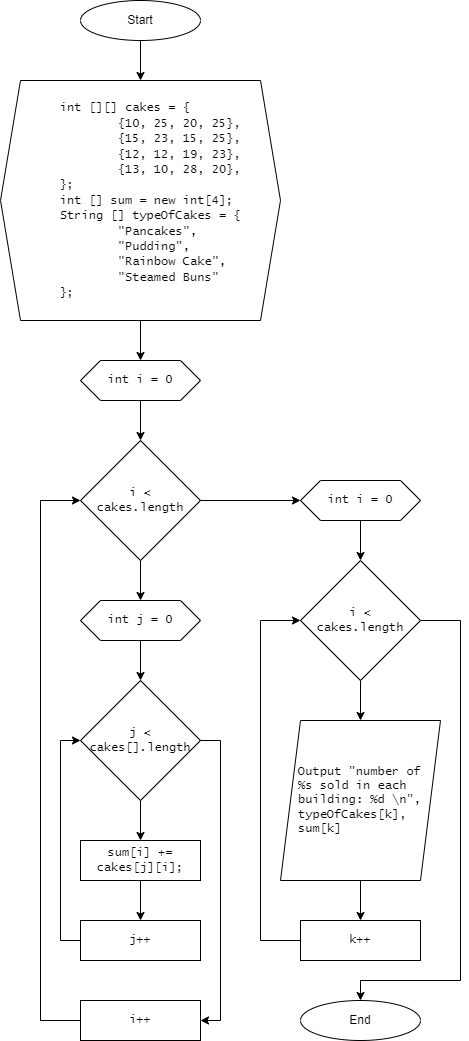 Start
int [][] cakes = {
{10, 25, 20, 25},
{15, 23, 15, 25},
{12, 12, 19, 23},
{13, 10, 28, 20},
};
int [] sum = new int[4];
String [] typeOfCakes = {
"Pancakes",
"Pudding",
"Rainbow Cake",
"Steamed Buns"
};
int i = 0
i <
cakes.length
int j = 0
j <
cakes[].length
sum[i] +=
cakes[j][i];
j++
i++
int i = 0
i <
cakes.length
Output "number of
%s sold in each
building: %d \n",
typeOfCakes[k],
sum[k]
k++
End